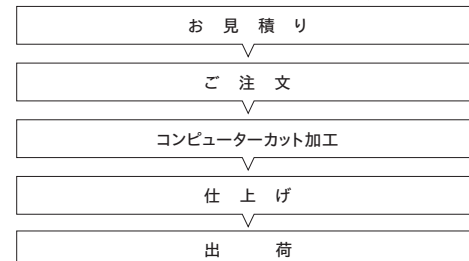 お見積り
ご注文
コンピューターカット加工
仕上げ
出荷